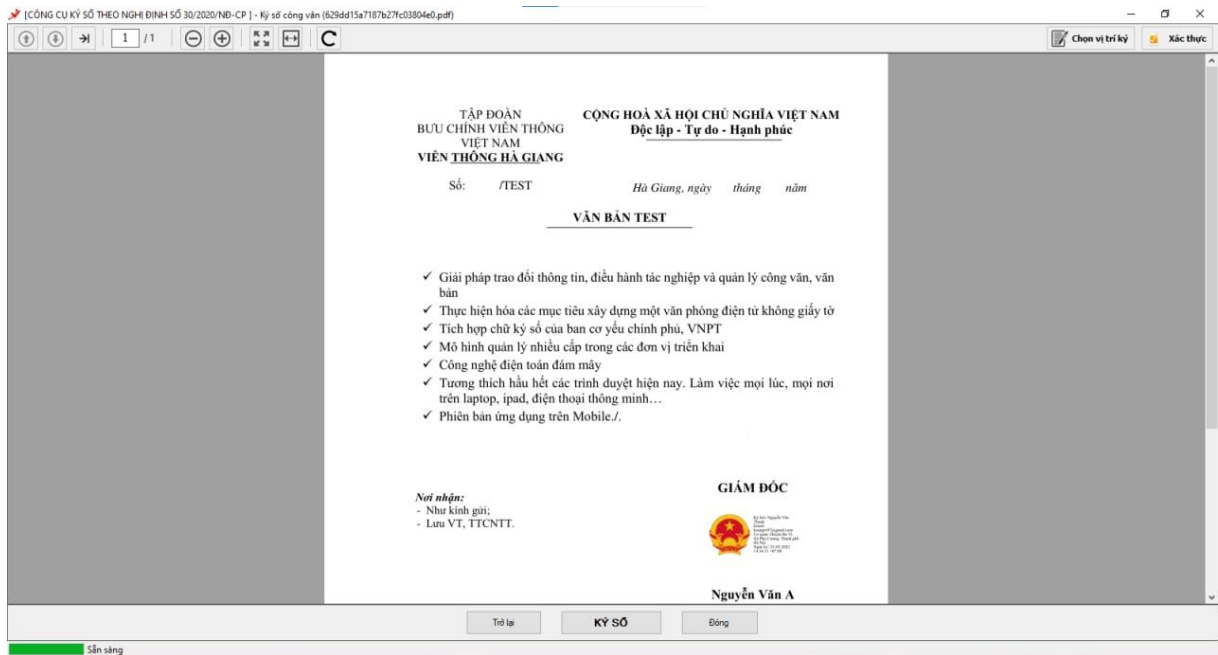 [CÔNG CỤ KÝ SỐ THEO NGHỊ ĐỊNH SỐ 30/2020/NĐ-CP ] - Ký số công văn (629dd15a7187b27fc03804e0.pdf)
1 / 1
Chọn vị trí ký
Xác thực
TẬP ĐOÀN
BƯU CHÍNH VIỄN THÔNG
VIỆT NAM
VIỄN THÔNG HÀ GIANG
CỘNG HOÀ XÃ HỘI CHỦ NGHĨA VIỆT NAM
Độc lập - Tự do - Hạnh phúc
Số: /TEST
Hà Giang, ngày tháng năm
VĂN BẢN TEST
✓ Giải pháp trao đổi thông tin, điều hành tác nghiệp và quản lý công văn, văn
bản
✓ Thực hiện hóa các mục tiêu xây dựng một văn phòng điện tử không giấy tờ
✓ Tích hợp chữ ký số của ban cơ yếu chính phủ, VNPT
✓ Mô hình quản lý nhiều cấp trong các đơn vị triển khai
✓ Công nghệ điện toán đám mây
✓ Tương thích hầu hết các trình duyệt hiện nay. Làm việc mọi lúc, mọi nơi
trên laptop, ipad, điện thoại thông minh…
✓ Phiên bản ứng dụng trên Mobile./.
Nơi nhận:
- Như kính gửi;
- Lưu VT, TTCNTT.
GIÁM ĐỐC
Nguyễn Văn A
Trở lại
KÝ SỐ
Đóng
Sẵn sàng